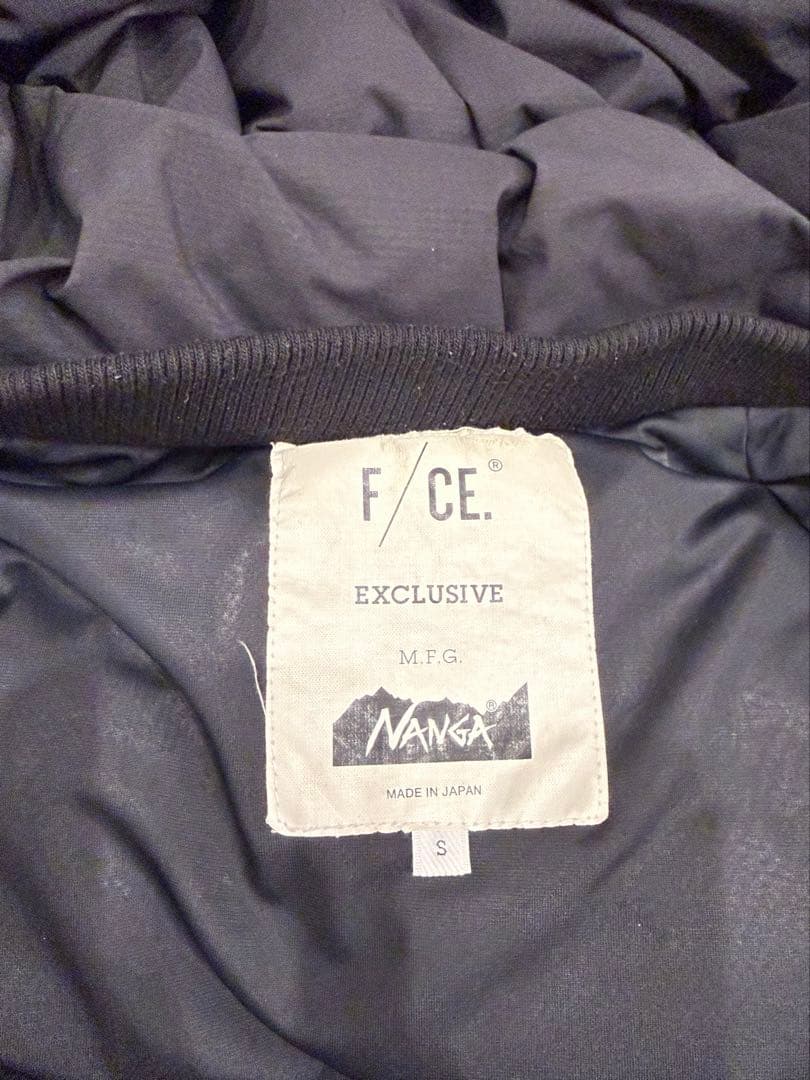 F/CE.®
EXCLUSIVE
M.F.G.
NANGA®
MADE IN JAPAN
S